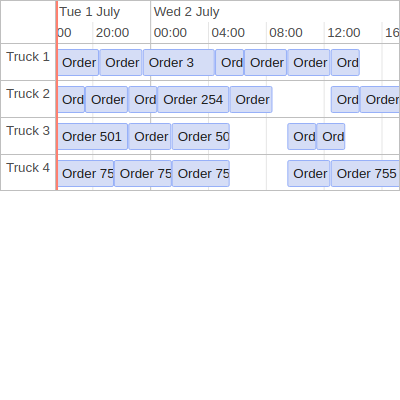 Tue 1 July Wed 2 July
00 20:00 00:00 04:00 08:00 12:00 16
Truck 1 Order Order Order 3 Ord Order Order Ord
Truck 2 Ord Order Ord Order 254 Order Ord Order
Truck 3 Order 501 Order Order 50 Ord Ord
Truck 4 Order 75 Order 75 Order 75 Order Order 755